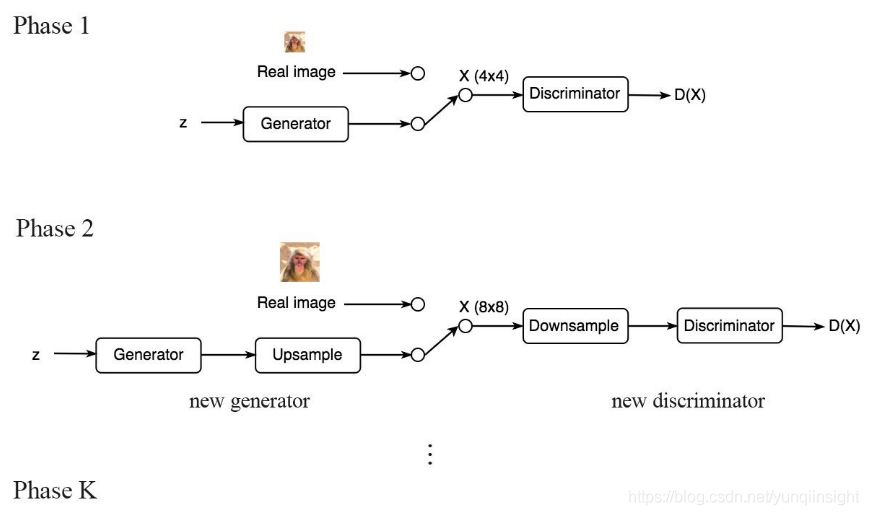 Phase 1
Real image
X (4x4)
Discriminator
D(X)
z
Generator
Phase 2
Real image
X (8x8)
Downsample
Discriminator
D(X)
z
Generator
Upsample
new generator
new discriminator
⋮
Phase K
https://blog.csdn.net/yunqiinsight